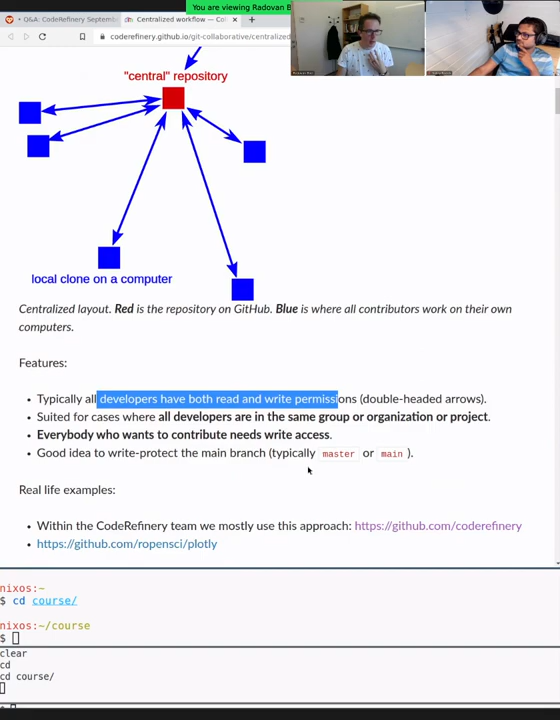 You are viewing Radovan B
• Q&A: CodeRefinery Septemb
Centralized workflow — Co
coderefinery.github.io/git-collaborative/centralized
"central" repository
local clone on a computer
Centralized layout. Red is the repository on GitHub. Blue is where all contributors work on their own
computers.
Features:
• Typically all developers have both read and write permissions (double-headed arrows).
• Suited for cases where all developers are in the same group or organization or project.
• Everybody who wants to contribute needs write access.
• Good idea to write-protect the main branch (typically master or main ).
Real life examples:
• Within the CodeRefinery team we mostly use this approach: https://github.com/coderefinery
• https://github.com/ropensci/plotly
nixos:~
$ cd course/
nixos:~/course
$
clear
cd
cd course/